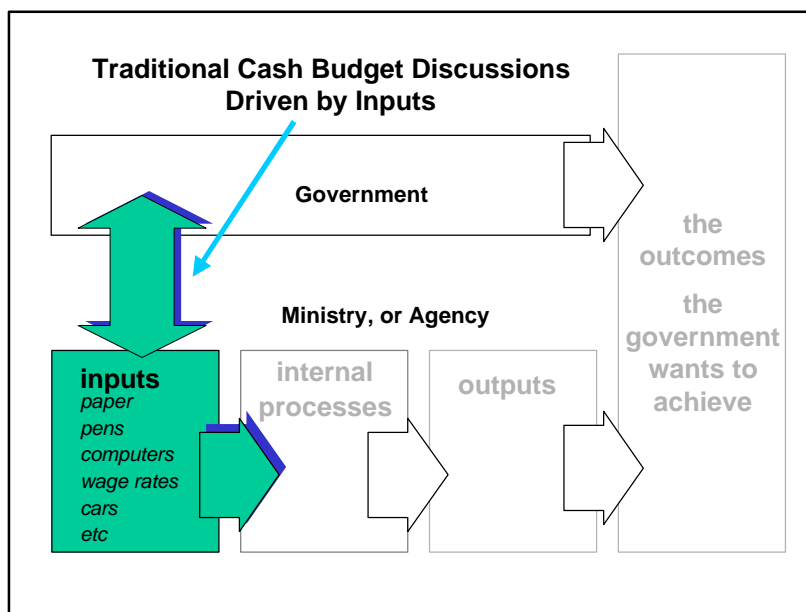 Traditional Cash Budget Discussions
Driven by Inputs
Government
the
outcomes
the
government
wants to
achieve
Ministry, or Agency
inputs
paper
pens
computers
wage rates
cars
etc
internal
processes
outputs